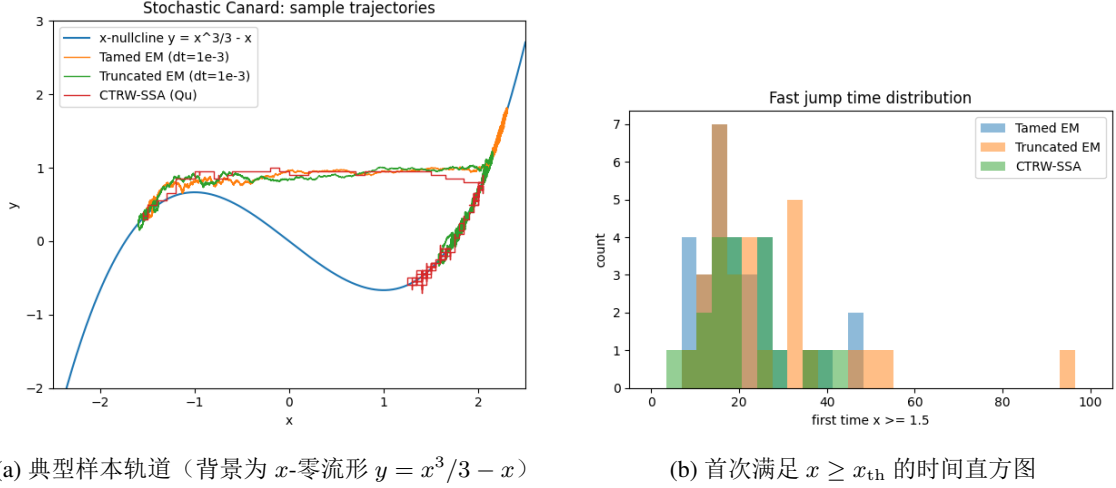 Stochastic Canard: sample trajectories
3
2
1
0
−1
−2
y
x-nullcline y = x^3/3 - x
Tamed EM (dt=1e-3)
Truncated EM (dt=1e-3)
CTRW-SSA (Qu)
−2
−1
0
1
2
x
(a) 典型样本轨道（背景为 x-零流形 y = x³/3 − x）
Fast jump time distribution
7
6
5
4
3
2
1
0
count
Tamed EM
Truncated EM
CTRW-SSA
0
20
40
60
80
100
first time x >= 1.5
(b) 首次满足 x ≥ xth 的时间直方图